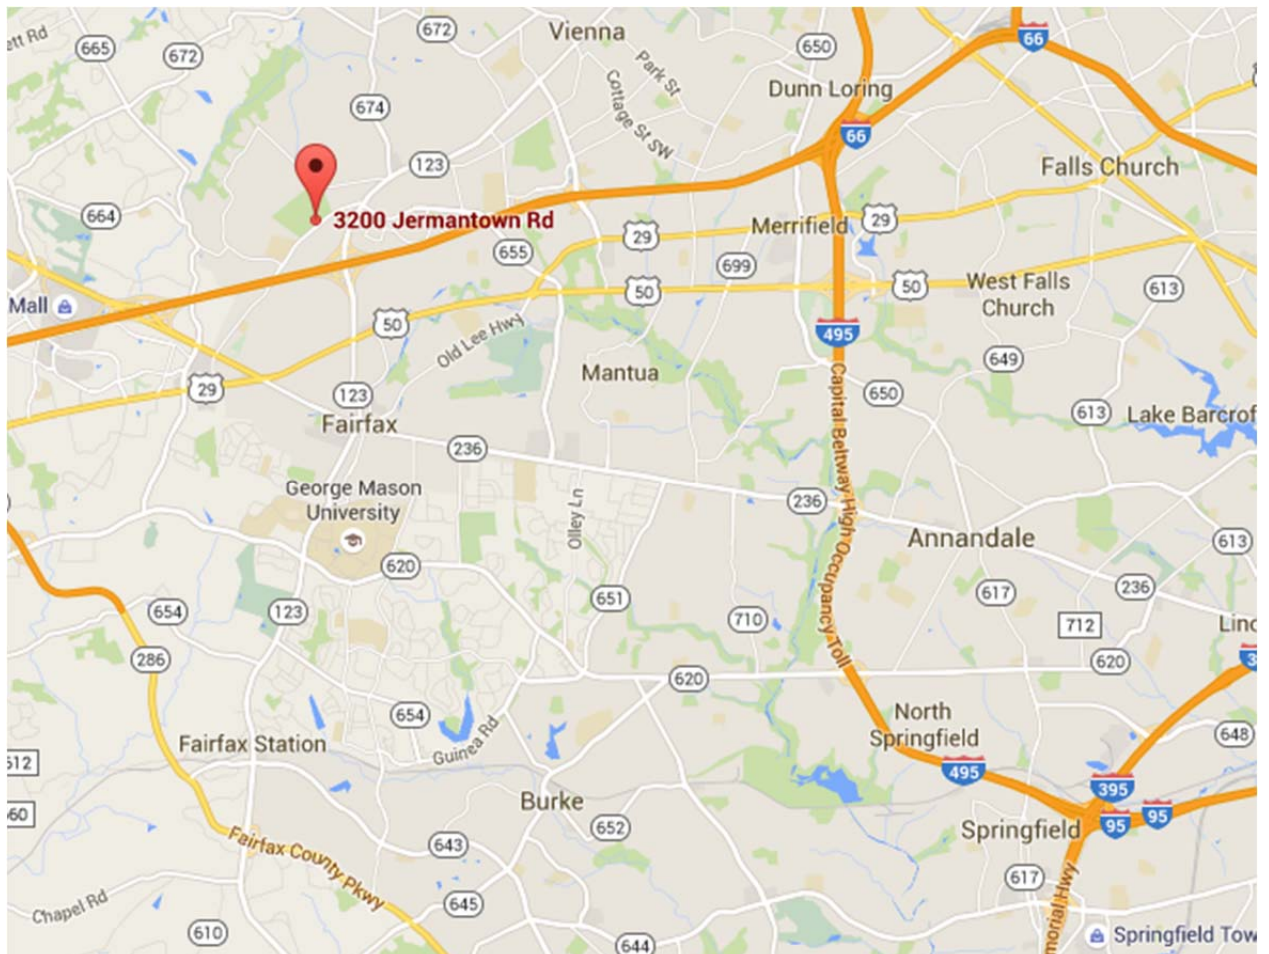 ett Rd
665
672
672
Vienna
650
66
Park St
Dunn Loring
Cottage St SW
674
66
123
Falls Church
664
3200 Jermantown Rd
29
Merrifield
29
655
699
West Falls
Church
50
50
613
Mall
50
495
Old Lee Hwy
649
29
Mantua
123
650
613
Lake Barcrof
Fairfax
236
Capital Beltway High Occupancy Toll
George Mason
University
236
Olley Ln
Annandale
613
620
236
654
123
651
710
617
712
Linc
286
620
3
620
654
North
Springfield
648
Guinea Rd
Fairfax Station
612
495
395
60
Burke
652
Springfield
95
95
Fairfax County Pkwy
643
617
Chapel Rd
645
morial Hwy
610
644
Springfield Tow